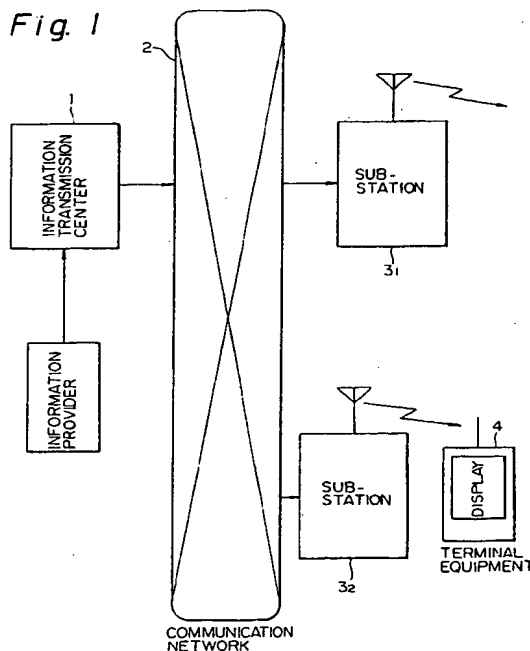 Fig. 1
2
1
INFORMATION
TRANSMISSION
CENTER
SUB-
STATION
3₁
INFORMATION
PROVIDER
SUB-
STATION
3₂
4
DISPLAY
TERMINAL
EQUIPMENT
COMMUNICATION
NETWORK